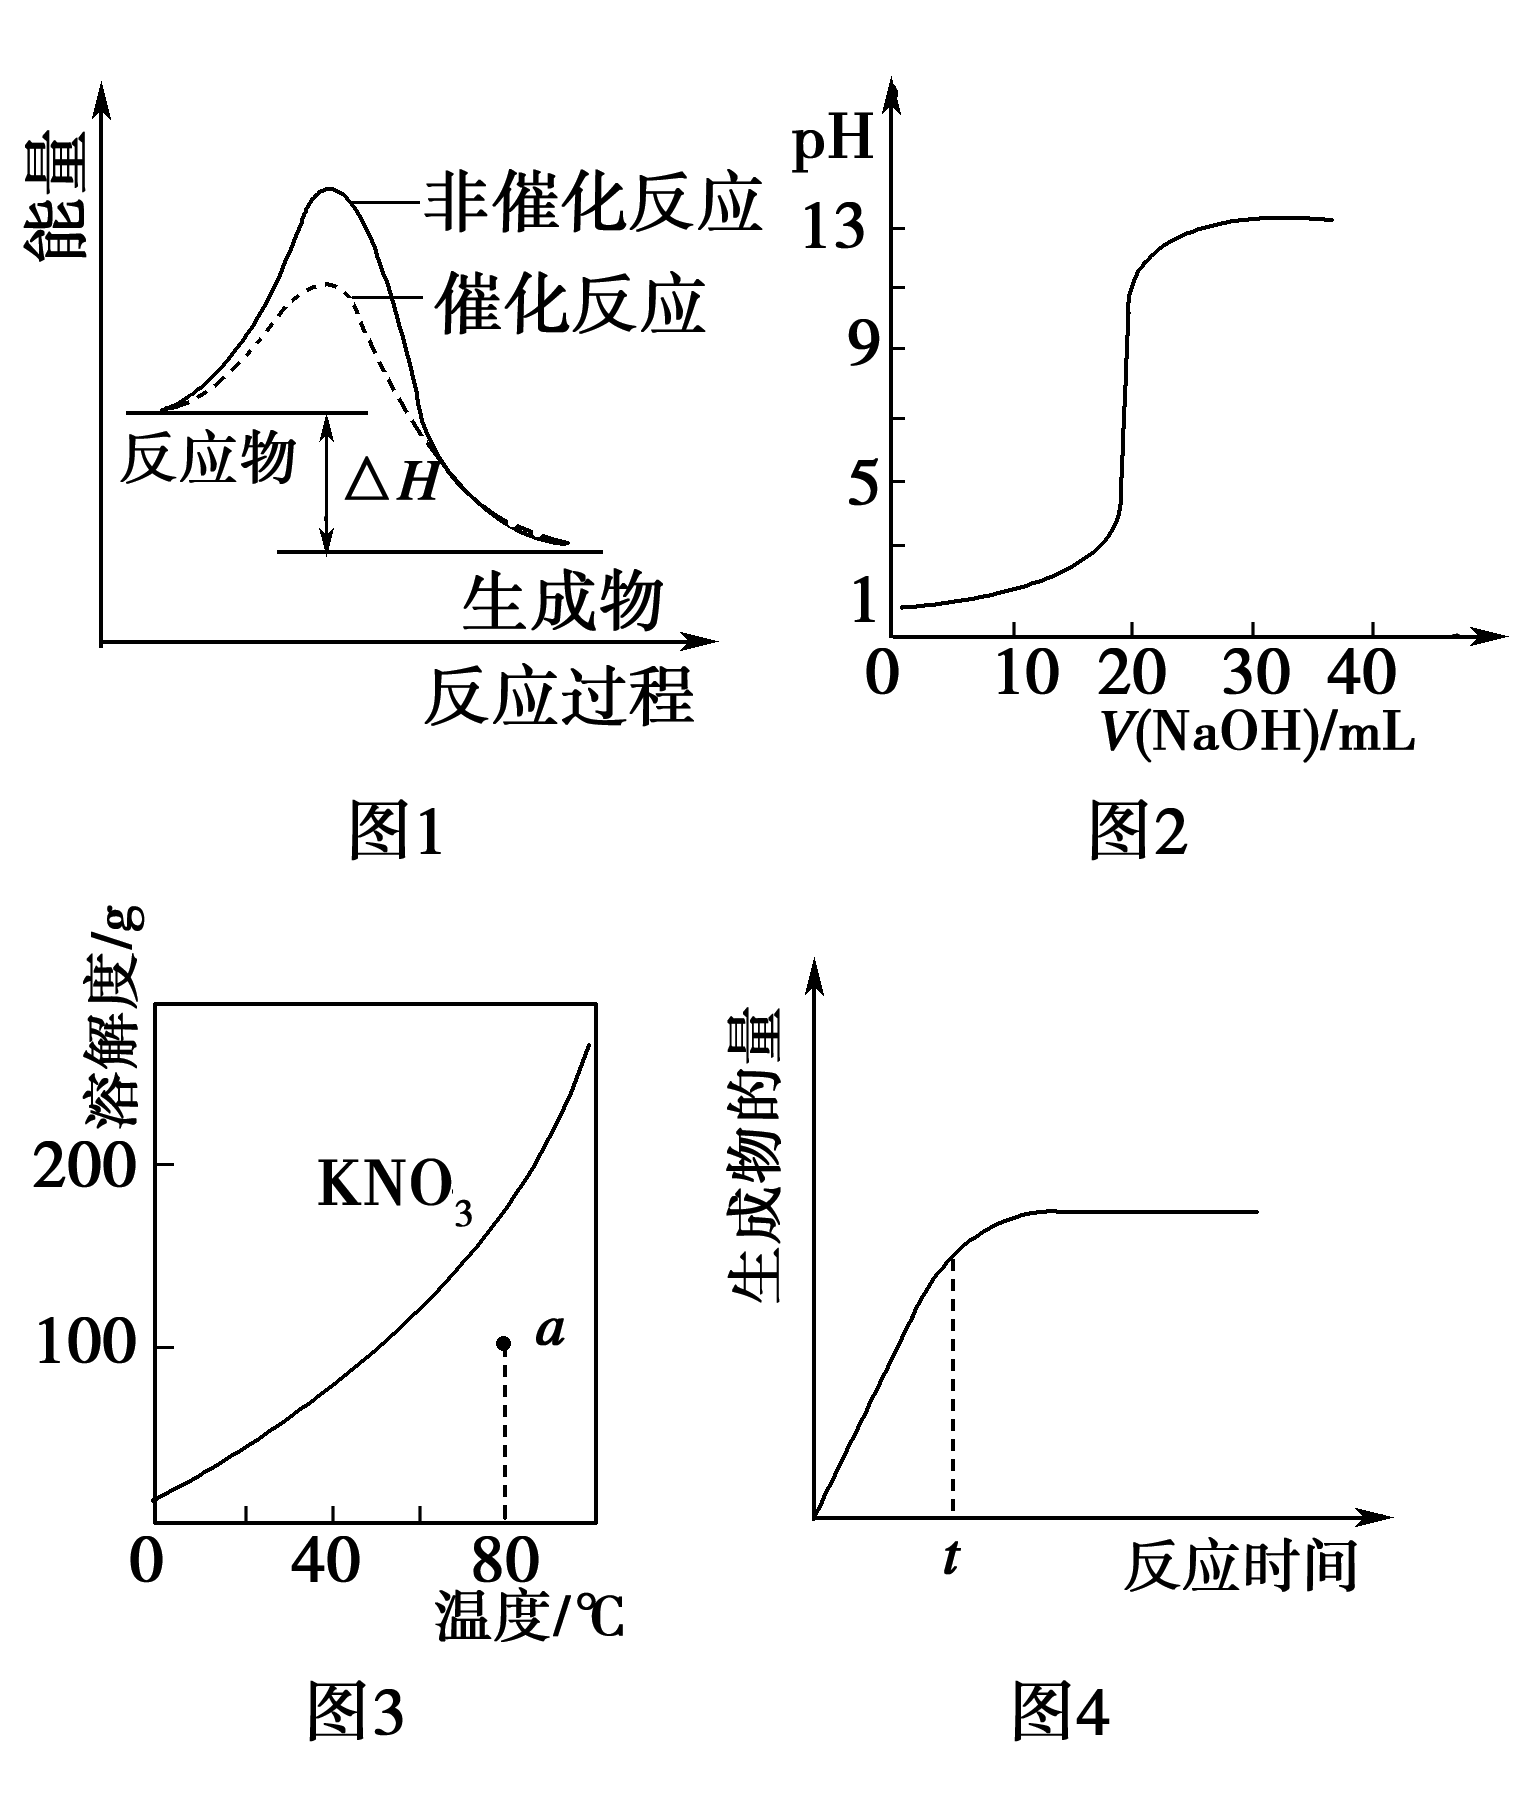 能量
非催化反应
催化反应
反应物
△H
生成物
反应过程
图1
pH
13
9
5
1
0 10 20 30 40
V(NaOH)/mL
图2
溶解度/g
200
100
KNO₃
a
0 40 80
温度/℃
图3
生成物的量
t
反应时间
图4